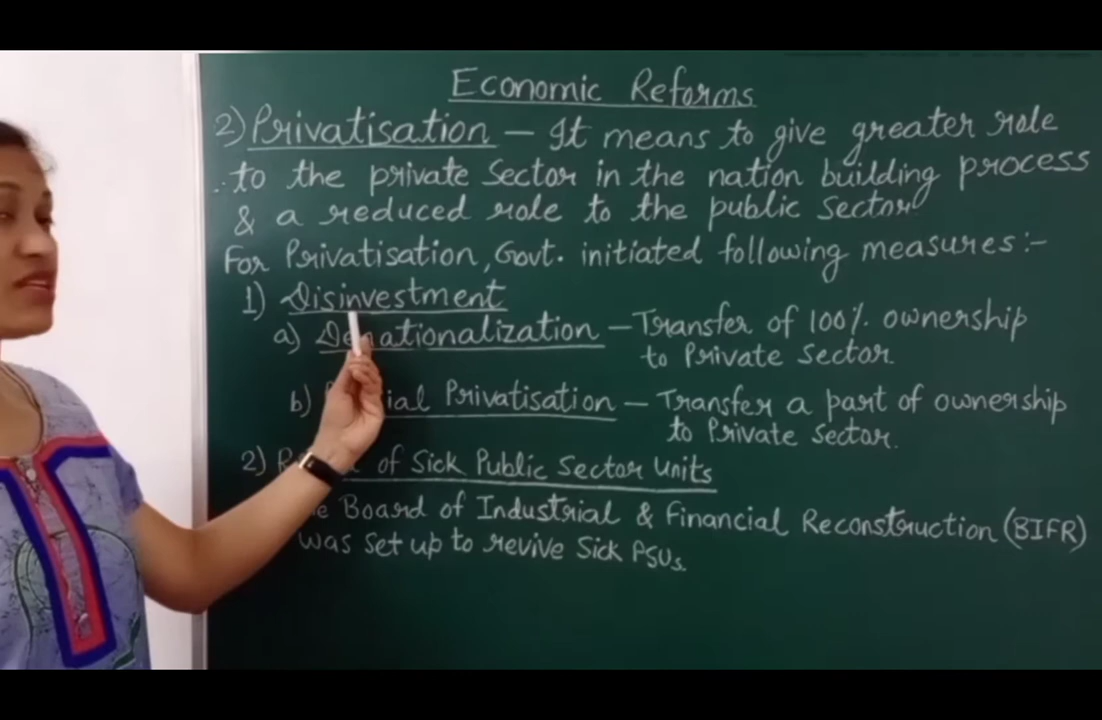 Economic Reforms
2) Privatisation — It means to give greater role
to the private sector in the nation building process
& a reduced role to the public sector
For Privatisation, Govt. initiated following measures :-
1) Disinvestment
a) Denationalization — Transfer of 100% ownership
to Private sector.
b) Privatisation — Transfer a part of ownership
to Private sector.
2) of Sick Public Sector Units
Board of Industrial & Financial Reconstruction (BIFR)
was set up to revive Sick PSUs.